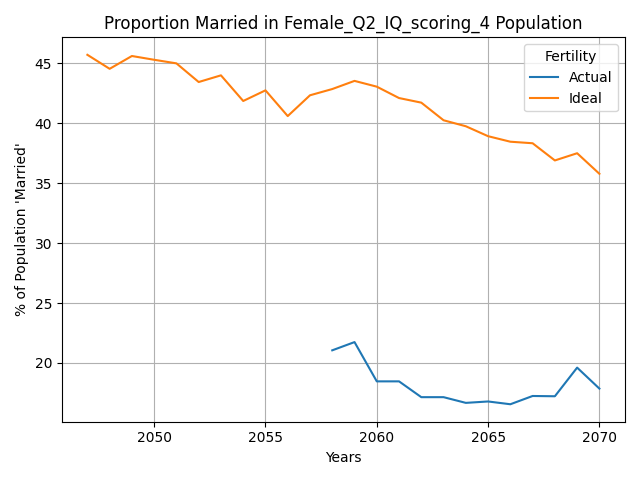 Proportion Married in Female_Q2_IQ_scoring_4 Population
% of Population 'Married'
45
40
35
30
25
20
Fertility
Actual
Ideal
2050 2055 2060 2065 2070
Years